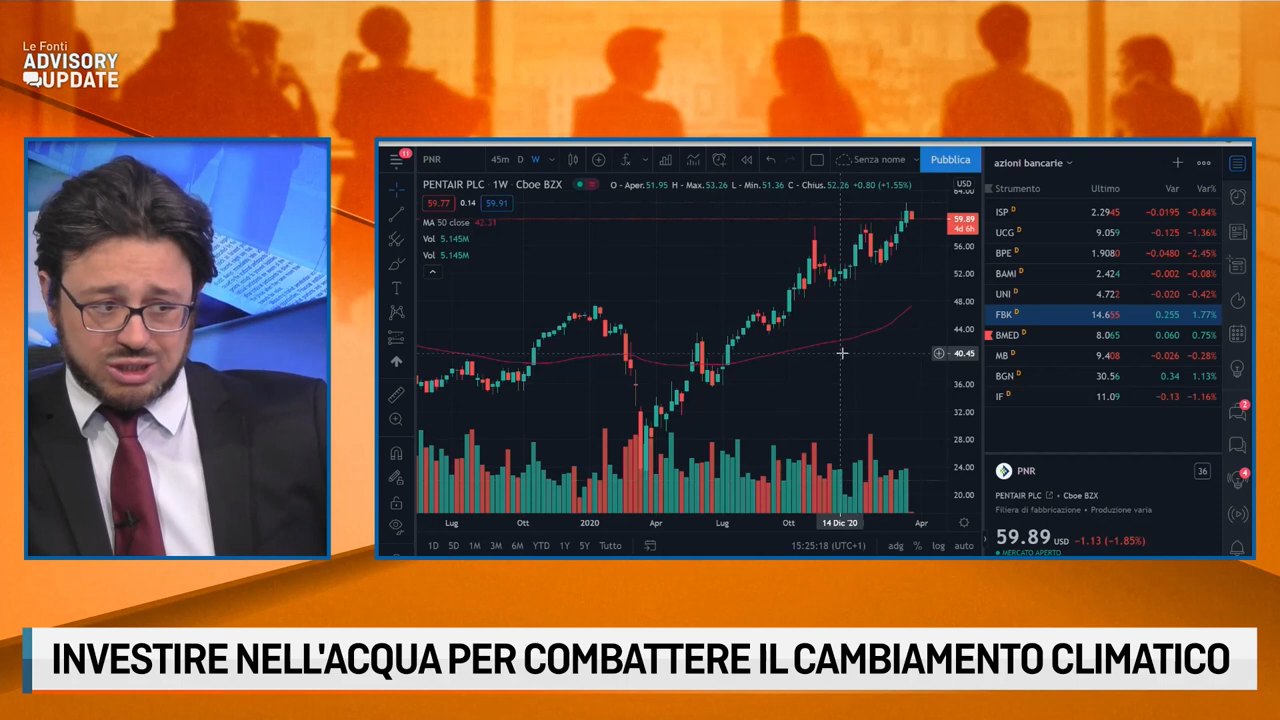 Le Fonti
ADVISORY
UPDATE
11
PNR
45m D W
Senza nome
Pubblica
azioni bancarie
PENTAIR PLC · 1W · Cboe BZX
O - Aper.51.95 H - Max.53.26 L - Min.51.36 C - Chius.52.26 +0.80 (+1.55%)
USD
59.77 0.14 59.91
MA 50 close 42.31
Vol 5.145M
Vol 5.145M
64.00
59.89
4d 6h
56.00
52.00
48.00
44.00
40.45
36.00
32.00
28.00
24.00
20.00
Lug Ott 2020 Apr Lug Ott 14 Dic '20 Apr
1D 5D 1M 3M 6M YTD 1Y 5Y Tutto
15:25:18 (UTC+1) adg % log auto
Strumento Ultimo Var Var%
ISP D 2.2945 −0.0195 −0.84%
UCG D 9.059 −0.125 −1.36%
BPE D 1.9080 −0.0480 −2.45%
BAMI D 2.424 −0.002 −0.08%
UNI D 4.722 −0.020 −0.42%
FBK D 14.655 0.255 1.77%
BMED D 8.065 0.060 0.75%
MB D 9.408 −0.026 −0.28%
BGN D 30.56 0.34 1.13%
IF D 11.09 −0.13 −1.16%
2
4
PNR
36
PENTAIR PLC • Cboe BZX
Filiera di fabbricazione • Produzione varia
59.89 USD −1.13 (−1.85%)
MERCATO APERTO
INVESTIRE NELL'ACQUA PER COMBATTERE IL CAMBIAMENTO CLIMATICO